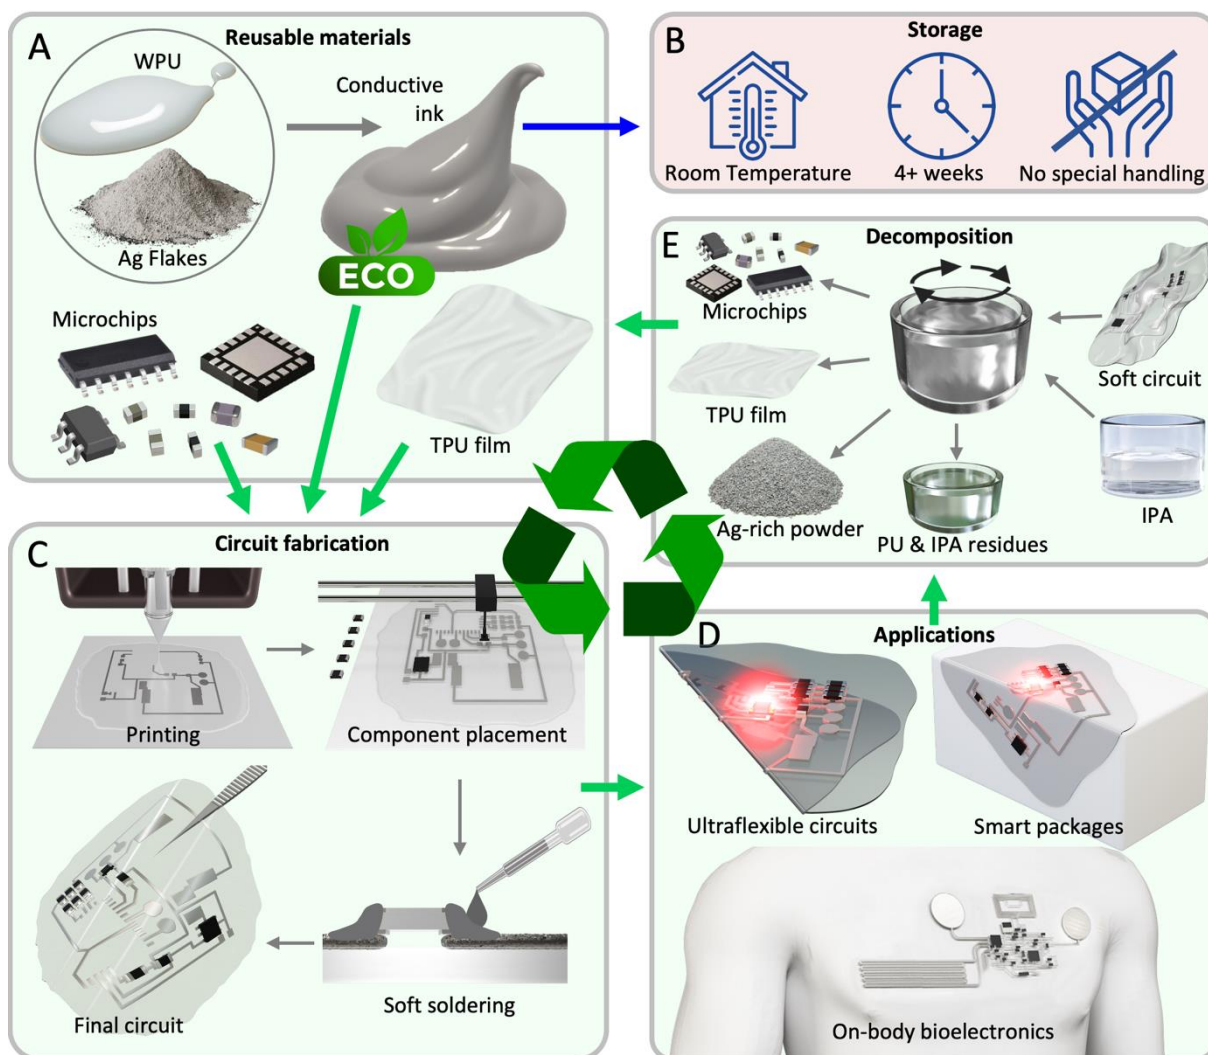 A
Reusable materials
WPU
Conductive
ink
Ag Flakes
ECO
Microchips
TPU film
B
Storage
Room Temperature
4+ weeks
No special handling
E
Decomposition
Microchips
Soft circuit
TPU film
Ag-rich powder
PU & IPA residues
IPA
C
Circuit fabrication
Printing
Component placement
Final circuit
Soft soldering
D
Applications
Ultraflexible circuits
Smart packages
On-body bioelectronics